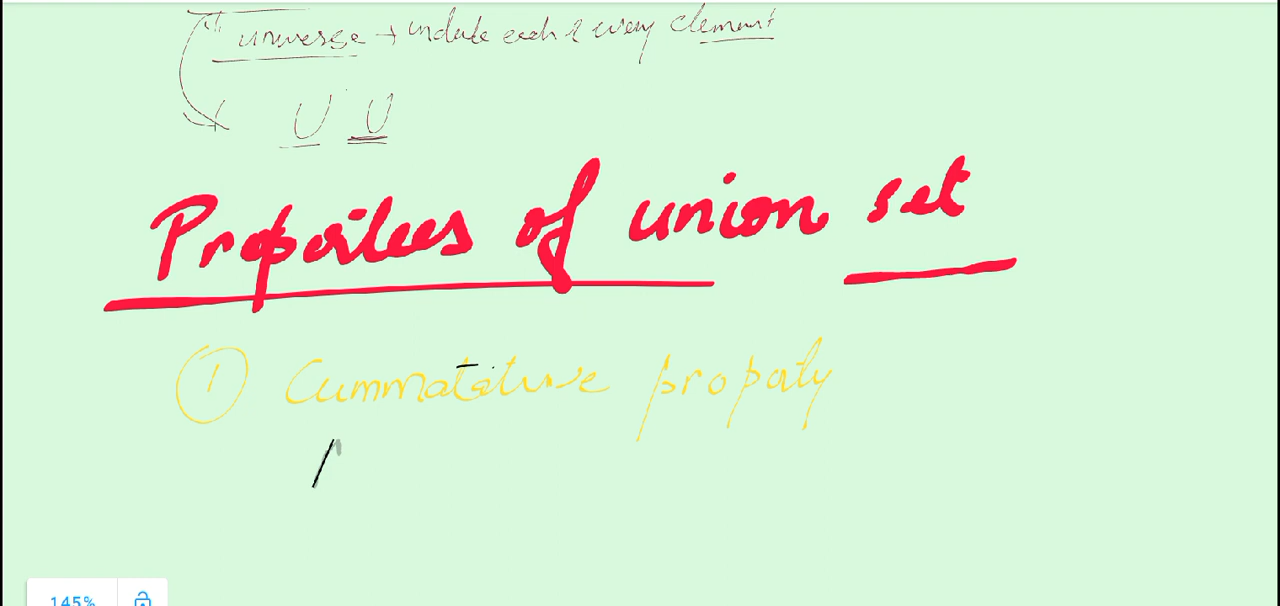 universe → include each & every element
U U
Properties of union set
① Cummatative property
145%